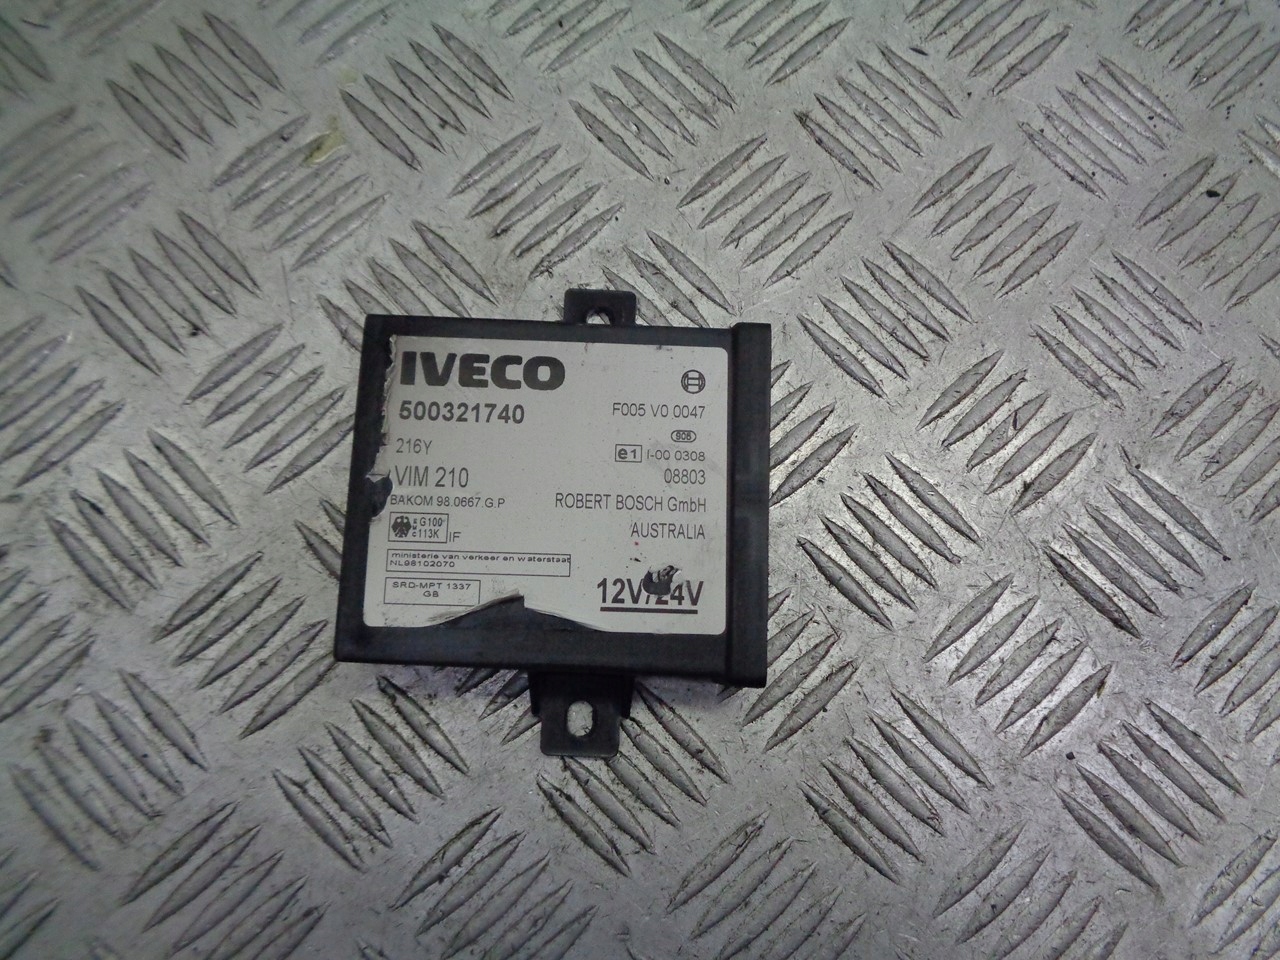 IVECO
500321740
F005 V0 0047
216Y
906
e1 I-00 0308
VIM 210
08803
BAKOM 98.0667.G.P
ROBERT BOSCH GmbH
G100
113K IF
AUSTRALIA
ministerie van verkeer en waterstaat
NL98102070
SRD-MPT 1337
GB
12V/24V